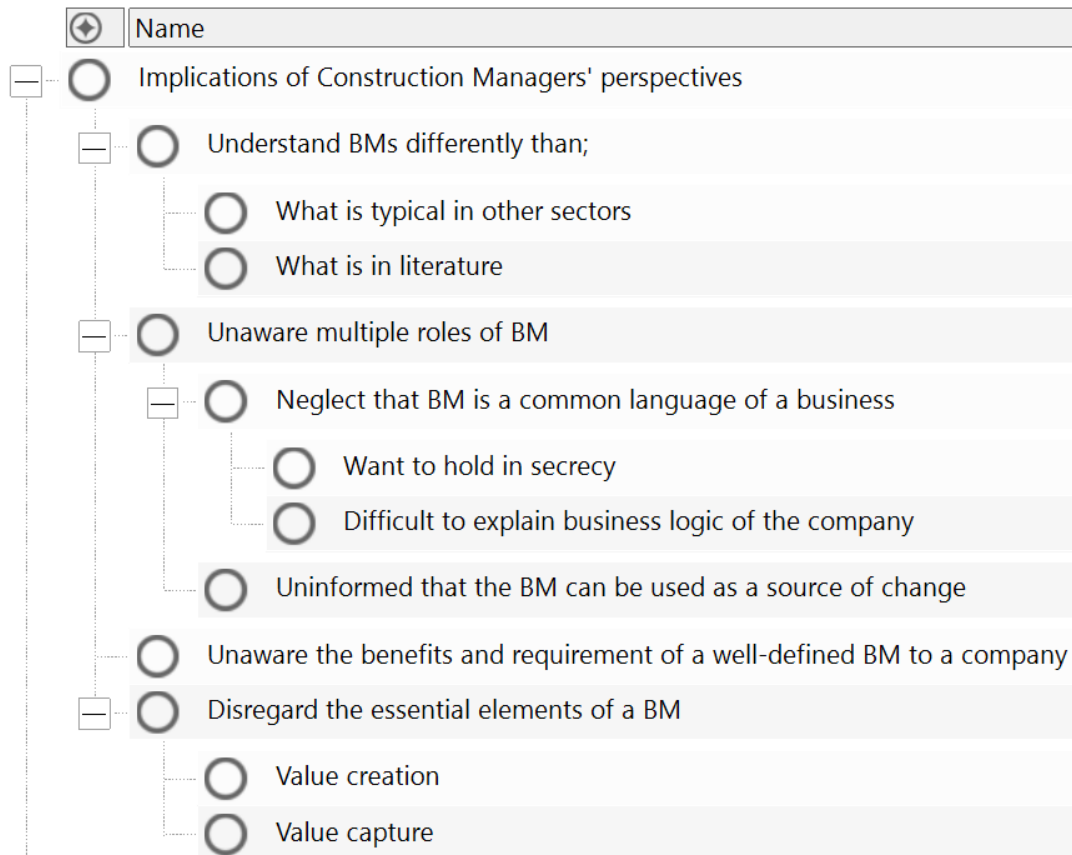 Name
Implications of Construction Managers' perspectives
Understand BMs differently than;
What is typical in other sectors
What is in literature
Unaware multiple roles of BM
Neglect that BM is a common language of a business
Want to hold in secrecy
Difficult to explain business logic of the company
Uninformed that the BM can be used as a source of change
Unaware the benefits and requirement of a well-defined BM to a company
Disregard the essential elements of a BM
Value creation
Value capture